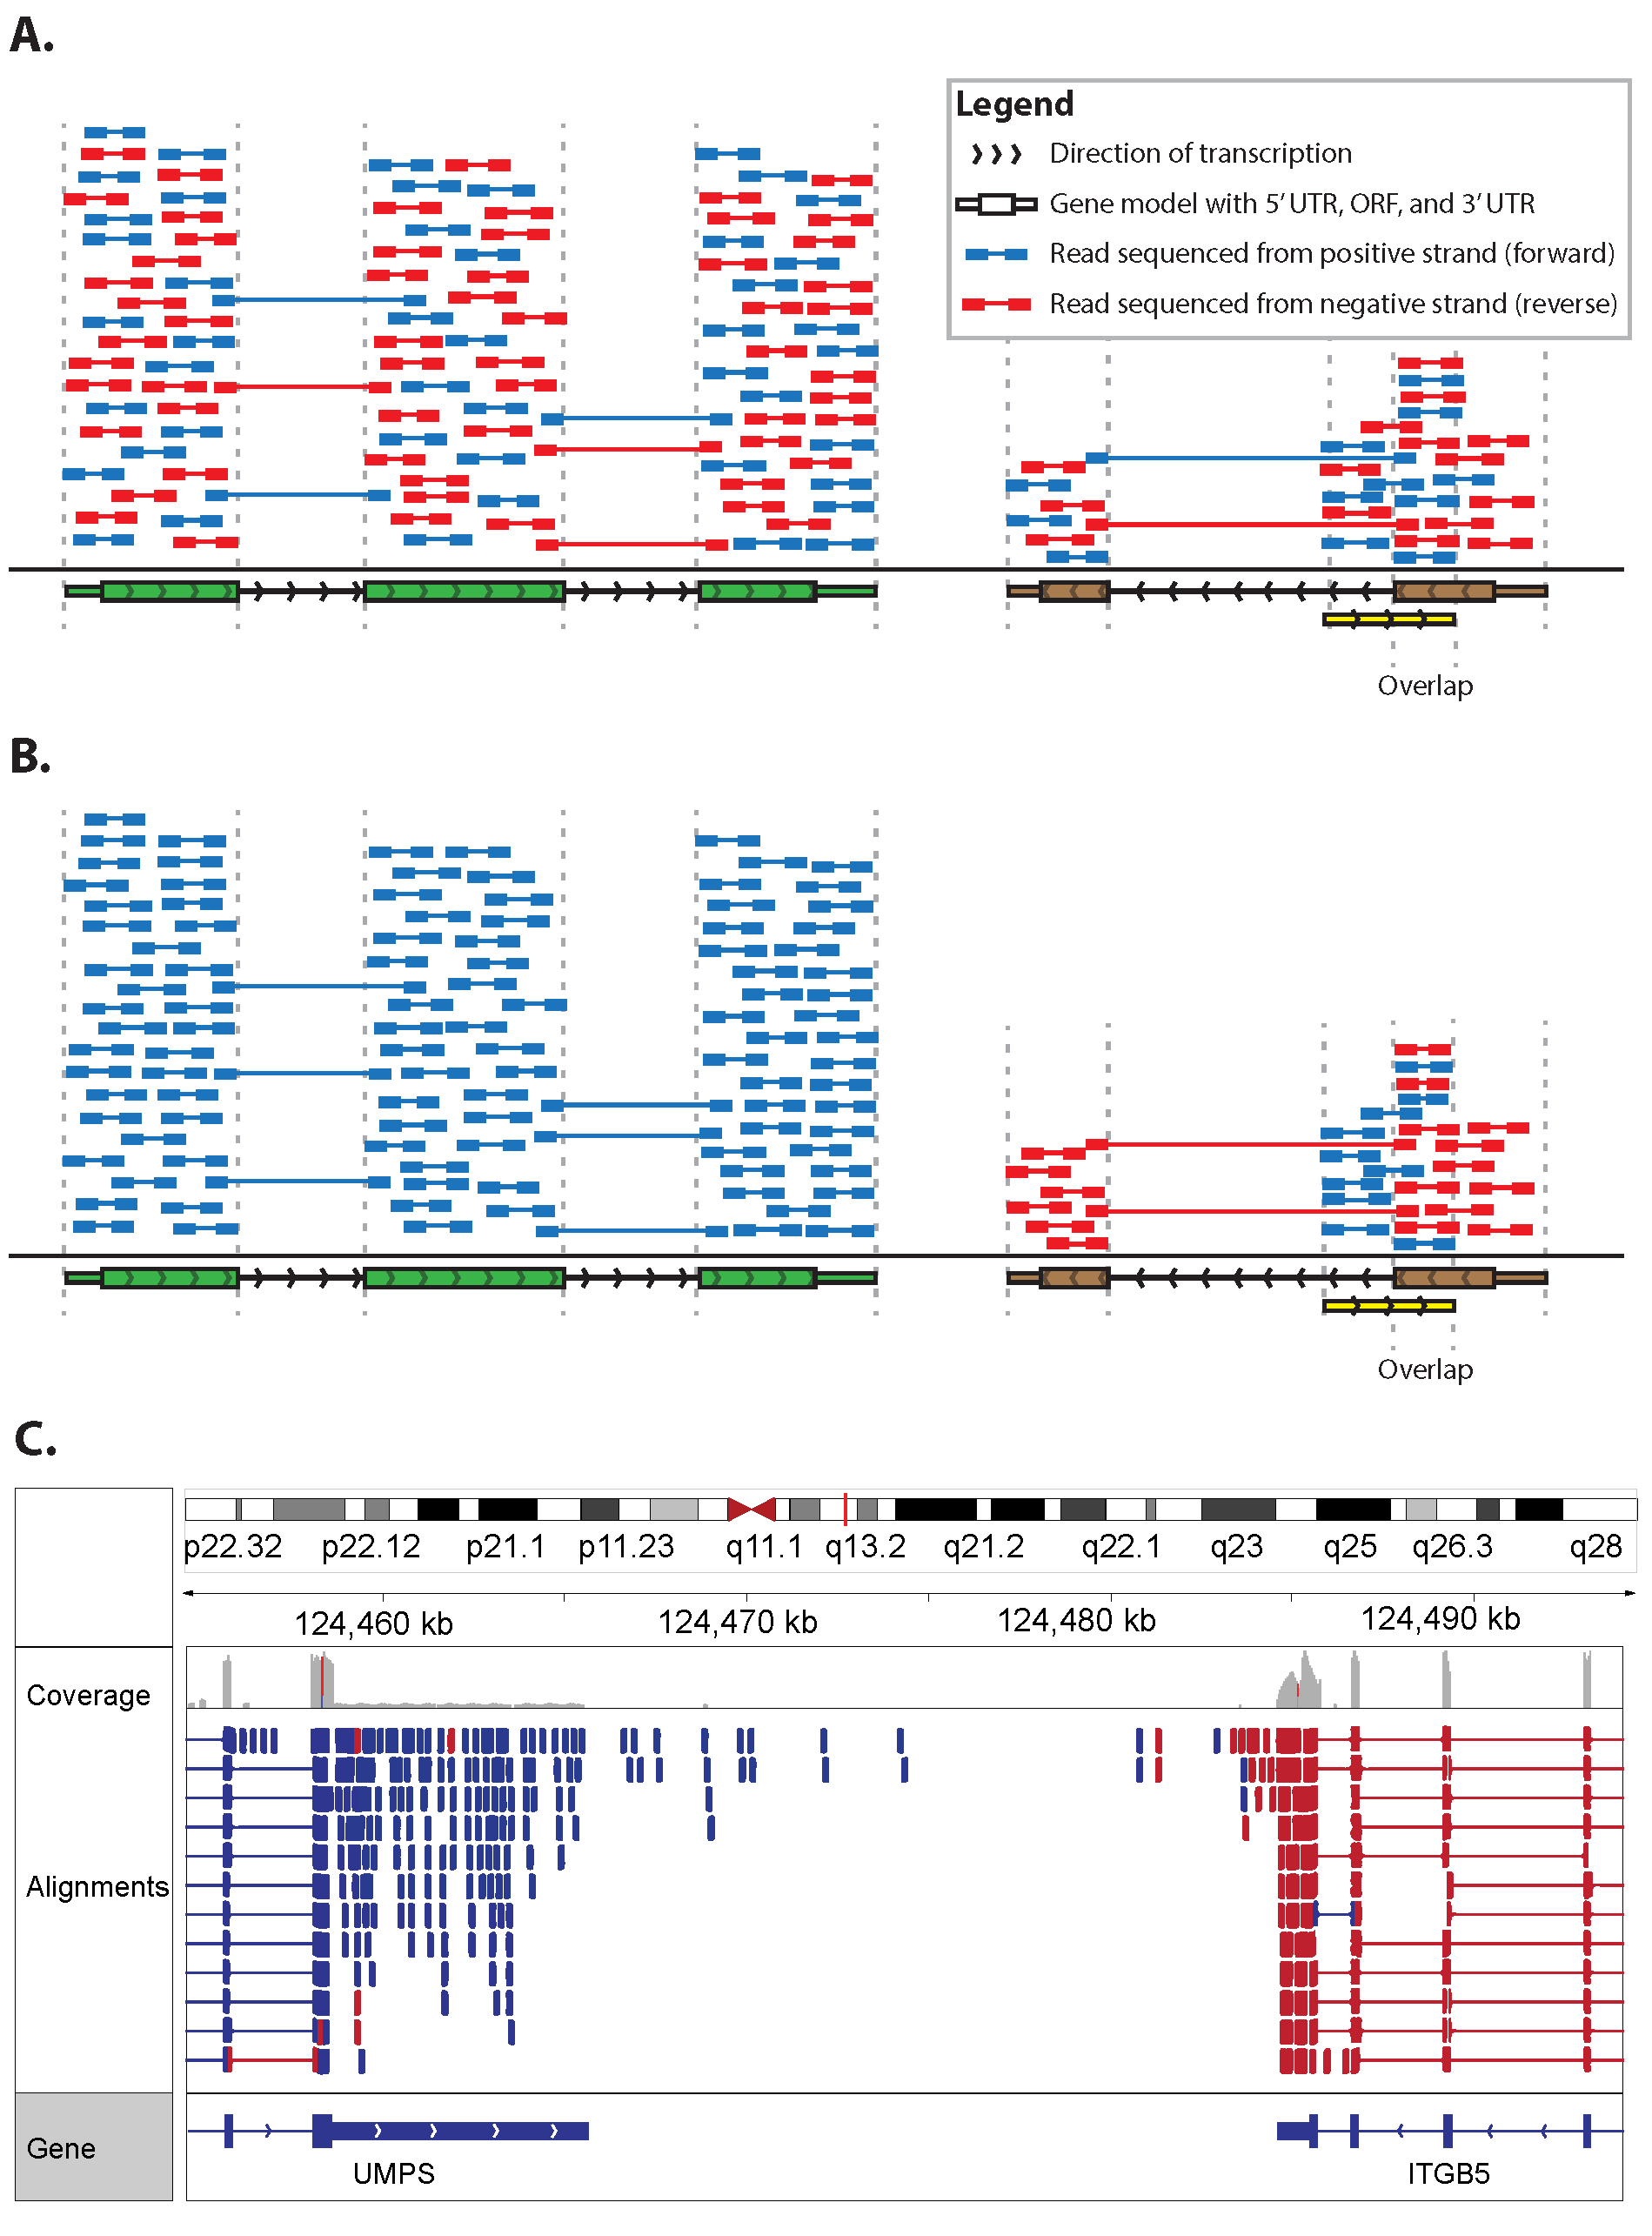 A.
Legend
Direction of transcription
Gene model with 5’ UTR, ORF, and 3’ UTR
Read sequenced from positive strand (forward)
Read sequenced from negative strand (reverse)
Overlap
B.
Overlap
C.
p22.32 p22.12 p21.1 p11.23 q11.1 q13.2 q21.2 q22.1 q23 q25 q26.3 q28
124,460 kb 124,470 kb 124,480 kb 124,490 kb
Coverage
Alignments
Gene
UMPS ITGB5